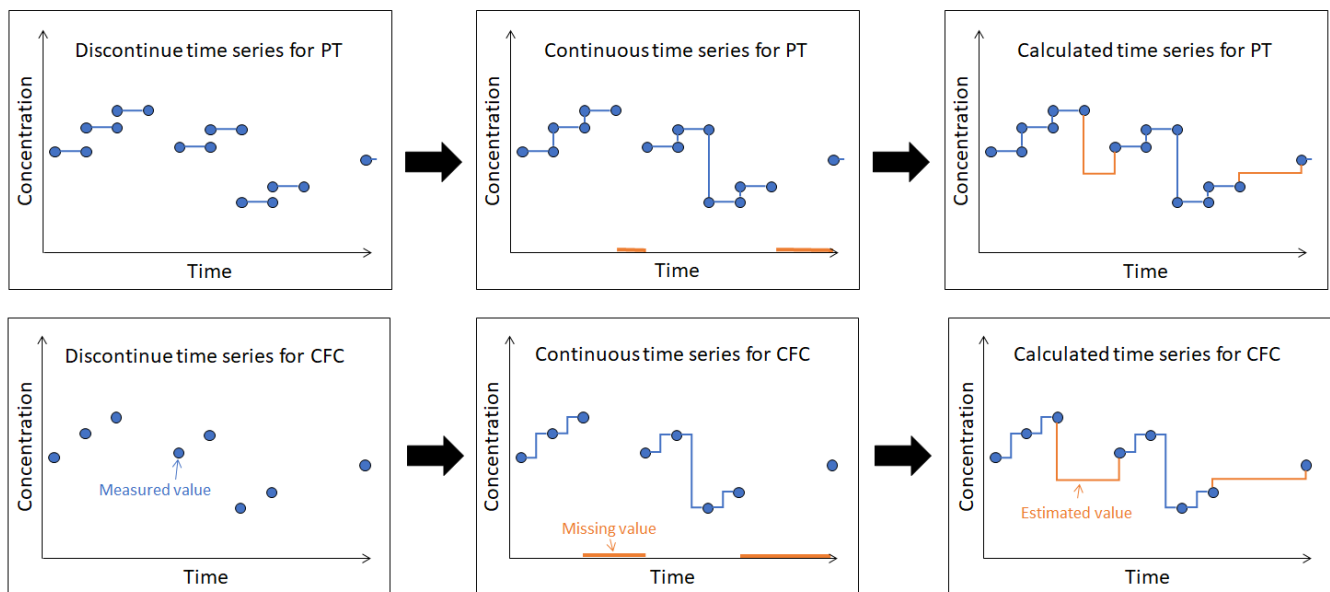 Discontinue time series for PT
Concentration
Time
Continuous time series for PT
Concentration
Time
Calculated time series for PT
Concentration
Time
Discontinue time series for CFC
Concentration
Measured value
Time
Continuous time series for CFC
Concentration
Missing value
Time
Calculated time series for CFC
Concentration
Estimated value
Time